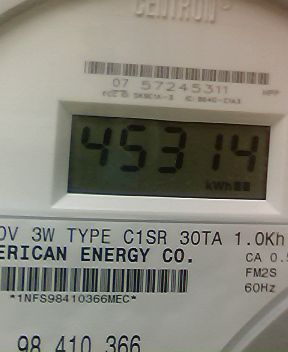 CENTRON
07 57245311
45314
kWh
0V 3W TYPE C1SR 30TA 1.0Kh
ERICAN ENERGY CO.
CA 0.5
FM2S
*1NFS98410366MEC*
60Hz
98 410 366